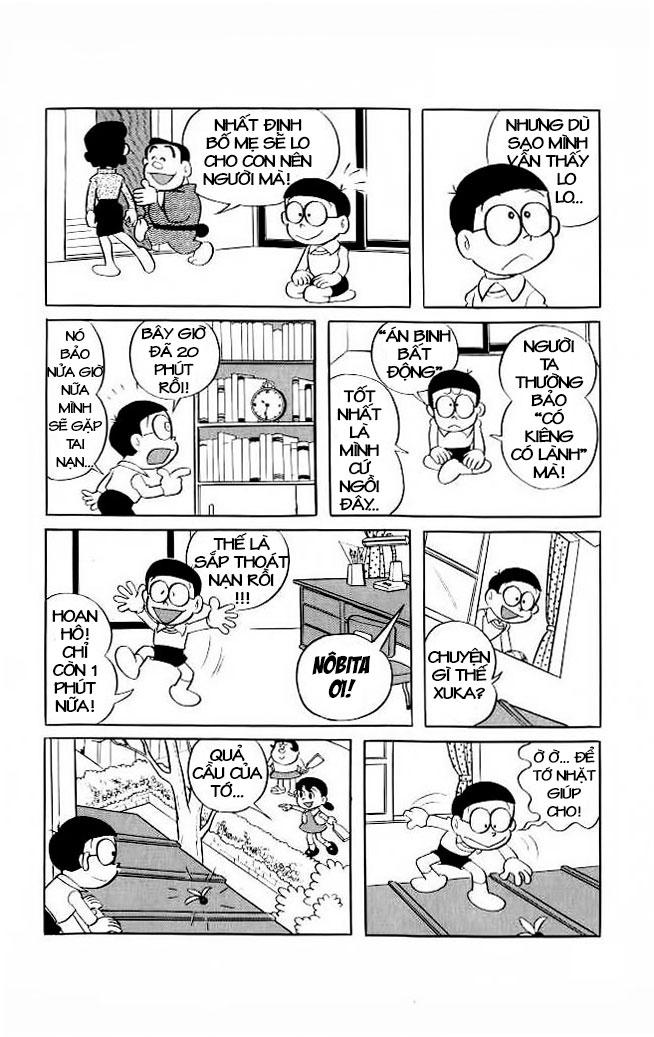 NHẤT ĐỊNH
BỐ MẸ SẼ LO
CHO CON NÊN
NGƯỜI MÀ!
NHƯNG DÙ
SAO MÌNH
VẪN THẤY
LO
LO...
NÓ
BẢO
NỬA GIỜ
NỮA
MÌNH
SẼ GẶP
TAI
NẠN...
BÂY GIỜ
ĐÃ 20
PHÚT
RỒI!
"ÁN BINH
BẤT
ĐỘNG"
TỐT
NHẤT
LÀ
MÌNH
CỨ
NGỒI
ĐÂY...
NGƯỜI
TA
THƯỜNG
BẢO
"CÓ
KIÊNG
CÓ LÀNH"
MÀ!
HOAN
HÔ!
CHỈ
CÒN 1
PHÚT
NỮA!
THẾ LÀ
SẮP THOÁT
NẠN RỒI
!!!
NÔBITA
ƠI!
CHUYỆN
GÌ THẾ
XUKA?
QUẢ
CẦU CỦA
TỚ...
Ờ Ờ... ĐỂ
TỚ NHẶT
GIÚP
CHO!